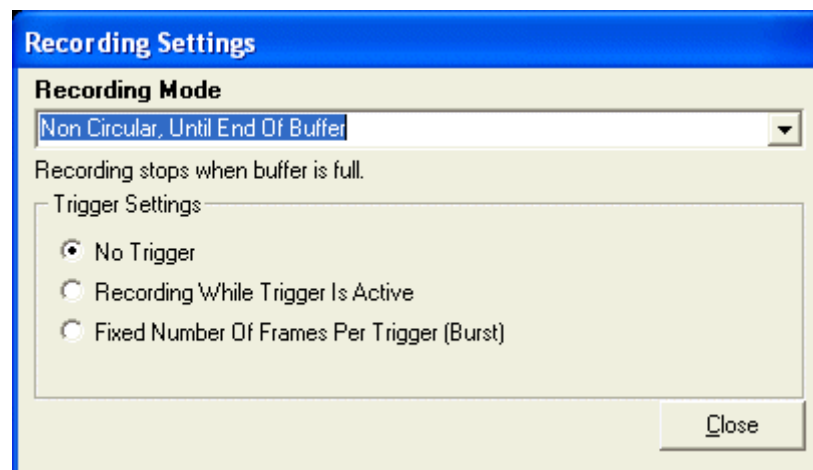 Recording Settings
Recording Mode
Non Circular, Until End Of Buffer
Recording stops when buffer is full.
Trigger Settings
No Trigger
Recording While Trigger Is Active
Fixed Number Of Frames Per Trigger (Burst)
Close